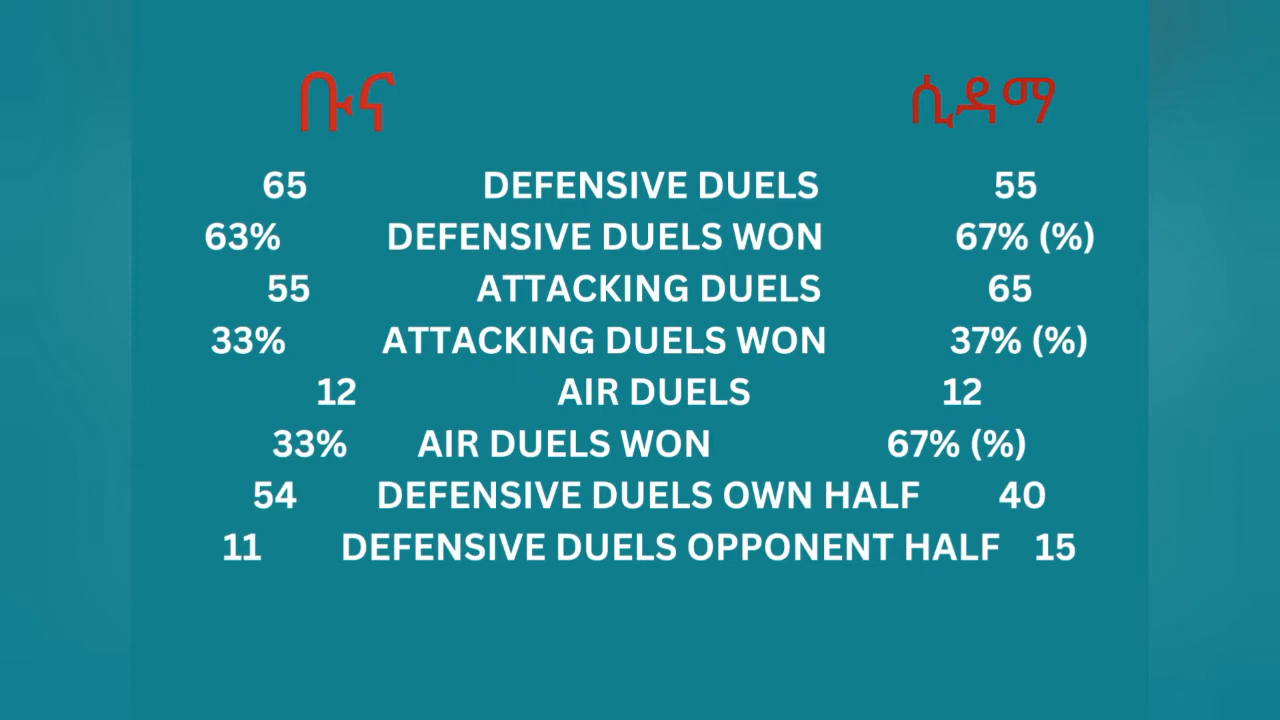 ቡና ሲዳማ
65 DEFENSIVE DUELS 55
63% DEFENSIVE DUELS WON 67% (%)
55 ATTACKING DUELS 65
33% ATTACKING DUELS WON 37% (%)
12 AIR DUELS 12
33% AIR DUELS WON 67% (%)
54 DEFENSIVE DUELS OWN HALF 40
11 DEFENSIVE DUELS OPPONENT HALF 15